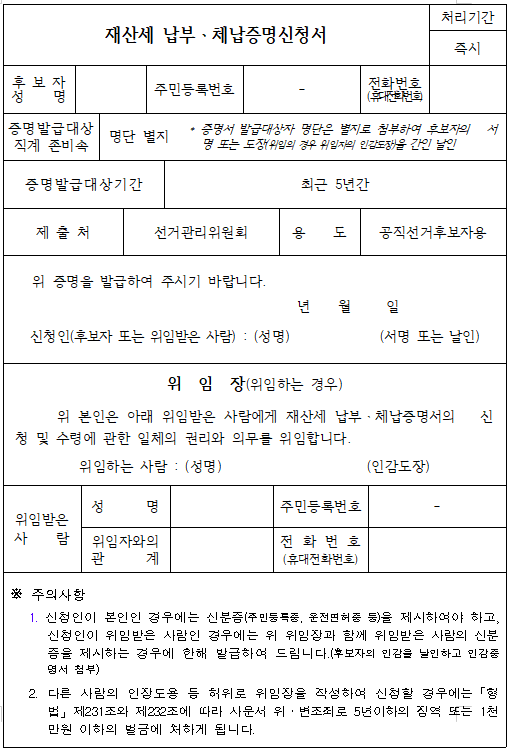 재산세 납부ㆍ체납증명신청서
처리기간
즉시
후 보 자
성 명
주민등록번호
-
전화번호
(휴대전화번호)
증명발급대상
직계 존비속
명단 별지
* 증명서 발급대상자 명단은 별지로 첨부하여 후보자의 서
명 또는 도장(위임의 경우 위임자의 인감도장)을 간인 날인
증명발급대상기간
최근 5년간
제 출 처
선거관리위원회
용 도
공직선거후보자용
위 증명을 발급하여 주시기 바랍니다.
년 월 일
신청인(후보자 또는 위임받은 사람) : (성명) (서명 또는 날인)
위 임 장(위임하는 경우)
위 본인은 아래 위임받은 사람에게 재산세 납부ㆍ체납증명서의 신
청 및 수령에 관한 일체의 권리와 의무를 위임합니다.
위임하는 사람 : (성명) (인감도장)
위임받은
사 람
성 명
주민등록번호
-
위임자와의
관 계
전 화 번 호
(휴대전화번호)
※ 주의사항
1. 신청인이 본인인 경우에는 신분증(주민등록증, 운전면허증 등)을 제시하여야 하고,
신청인이 위임받은 사람인 경우에는 위 위임장과 함께 위임받은 사람의 신분
증을 제시하는 경우에 한해 발급하여 드립니다.(후보자의 인감을 날인하고 인감증
명서 첨부)
2. 다른 사람의 인장도용 등 허위로 위임장을 작성하여 신청할 경우에는 「형
법」제231조와 제232조에 따라 사문서 위ㆍ변조죄로 5년이하의 징역 또는 1천
만원 이하의 벌금에 처하게 됩니다.